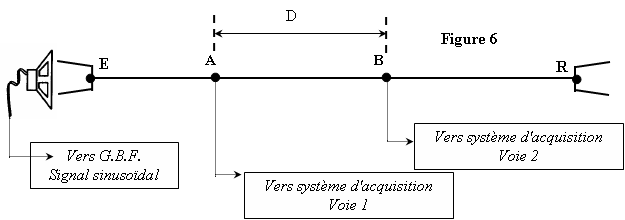 D
Figure 6
E
A
B
R
Vers G.B.F.
Signal sinusoïdal
Vers système d'acquisition
Voie 2
Vers système d'acquisition
Voie 1